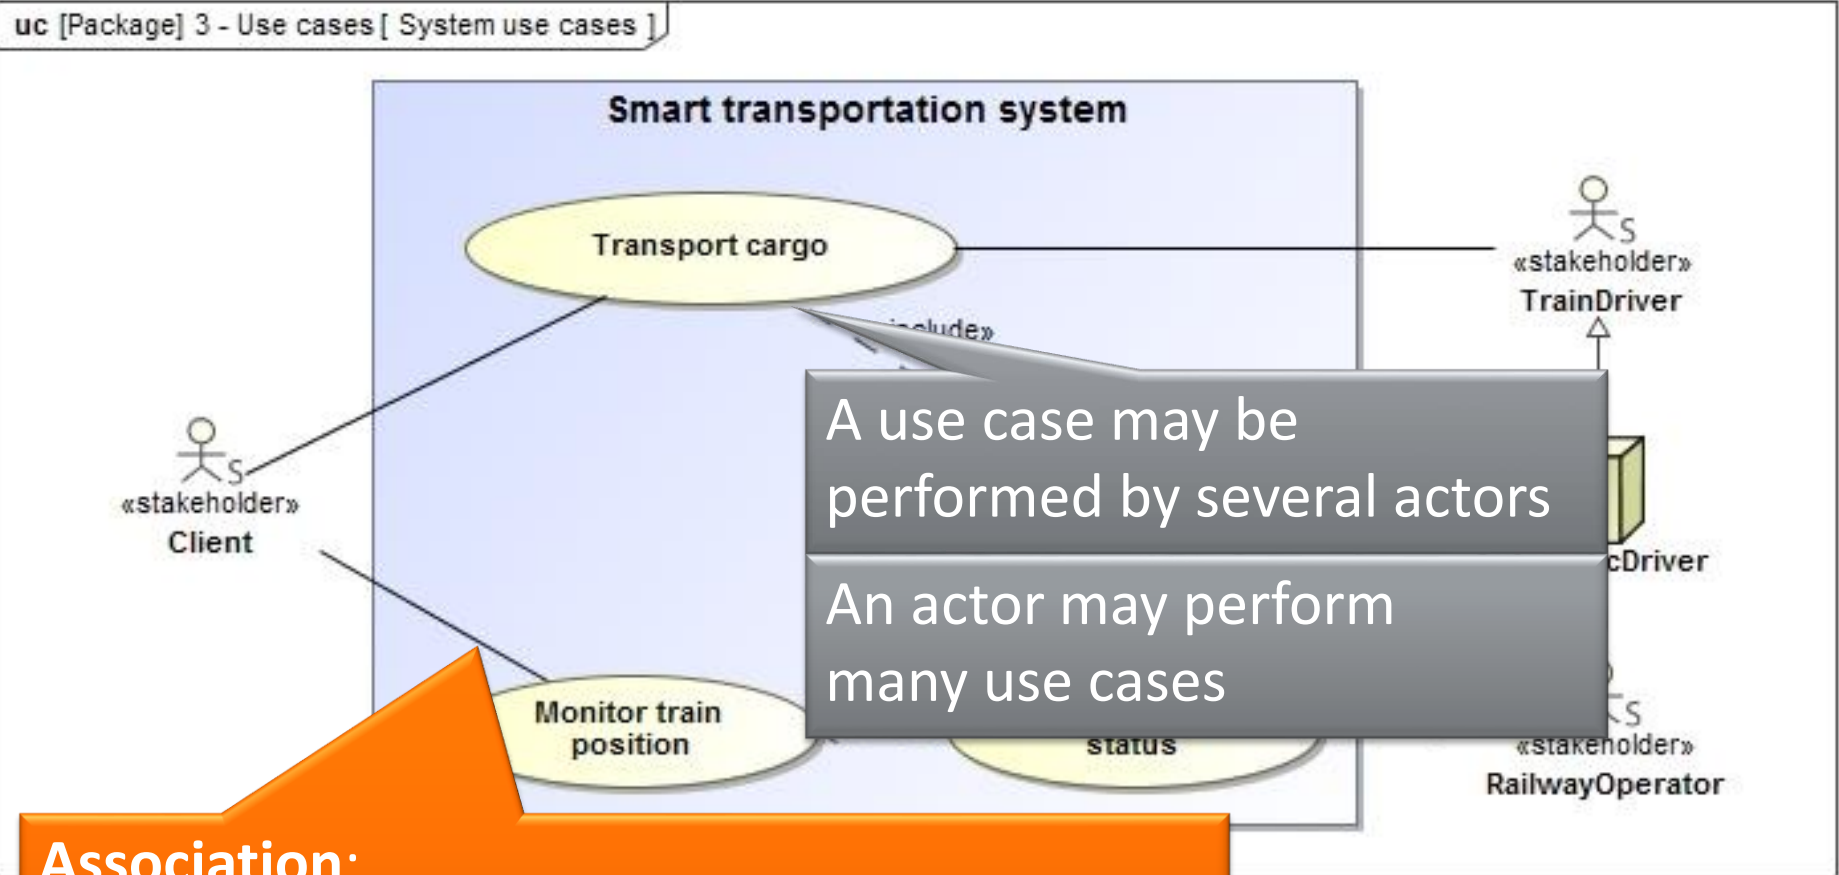 uc [Package] 3 - Use cases [ System use cases ]
Smart transportation system
Transport cargo
S
«stakeholder»
TrainDriver
A use case may be
performed by several actors
S
«stakeholder»
Client
An actor may perform
many use cases
Monitor train
position
status
S
«stakeholder»
RailwayOperator
Association: